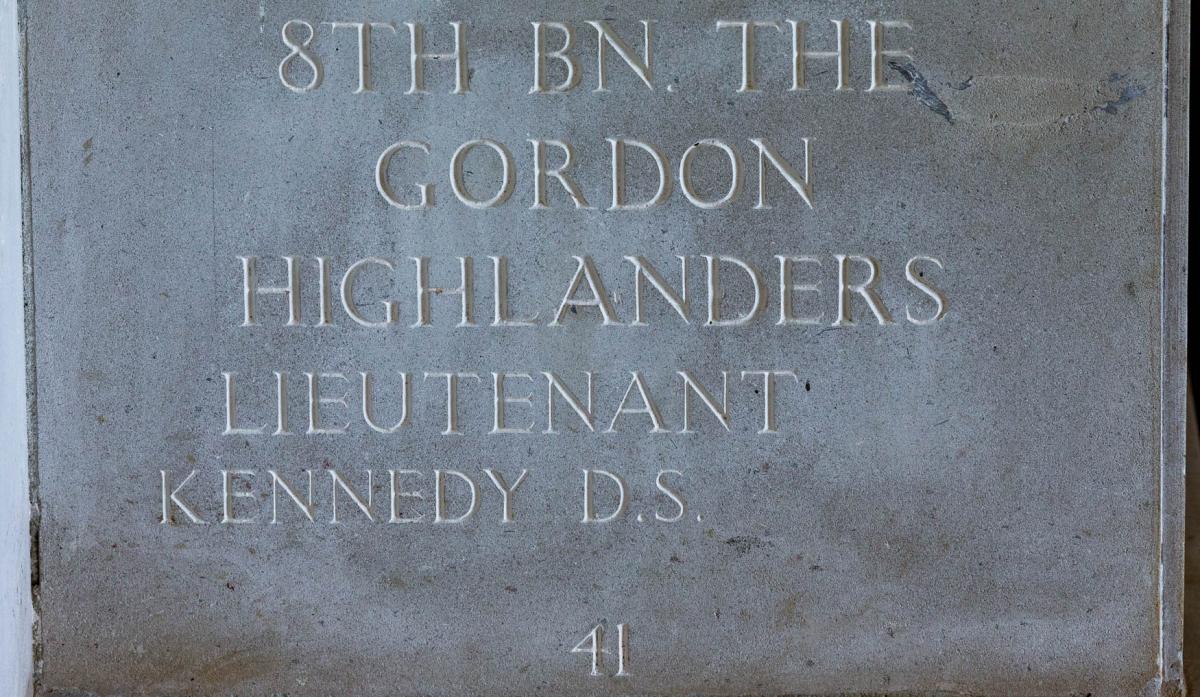 8TH BN. THE
GORDON
HIGHLANDERS
LIEUTENANT
KENNEDY D.S.
41